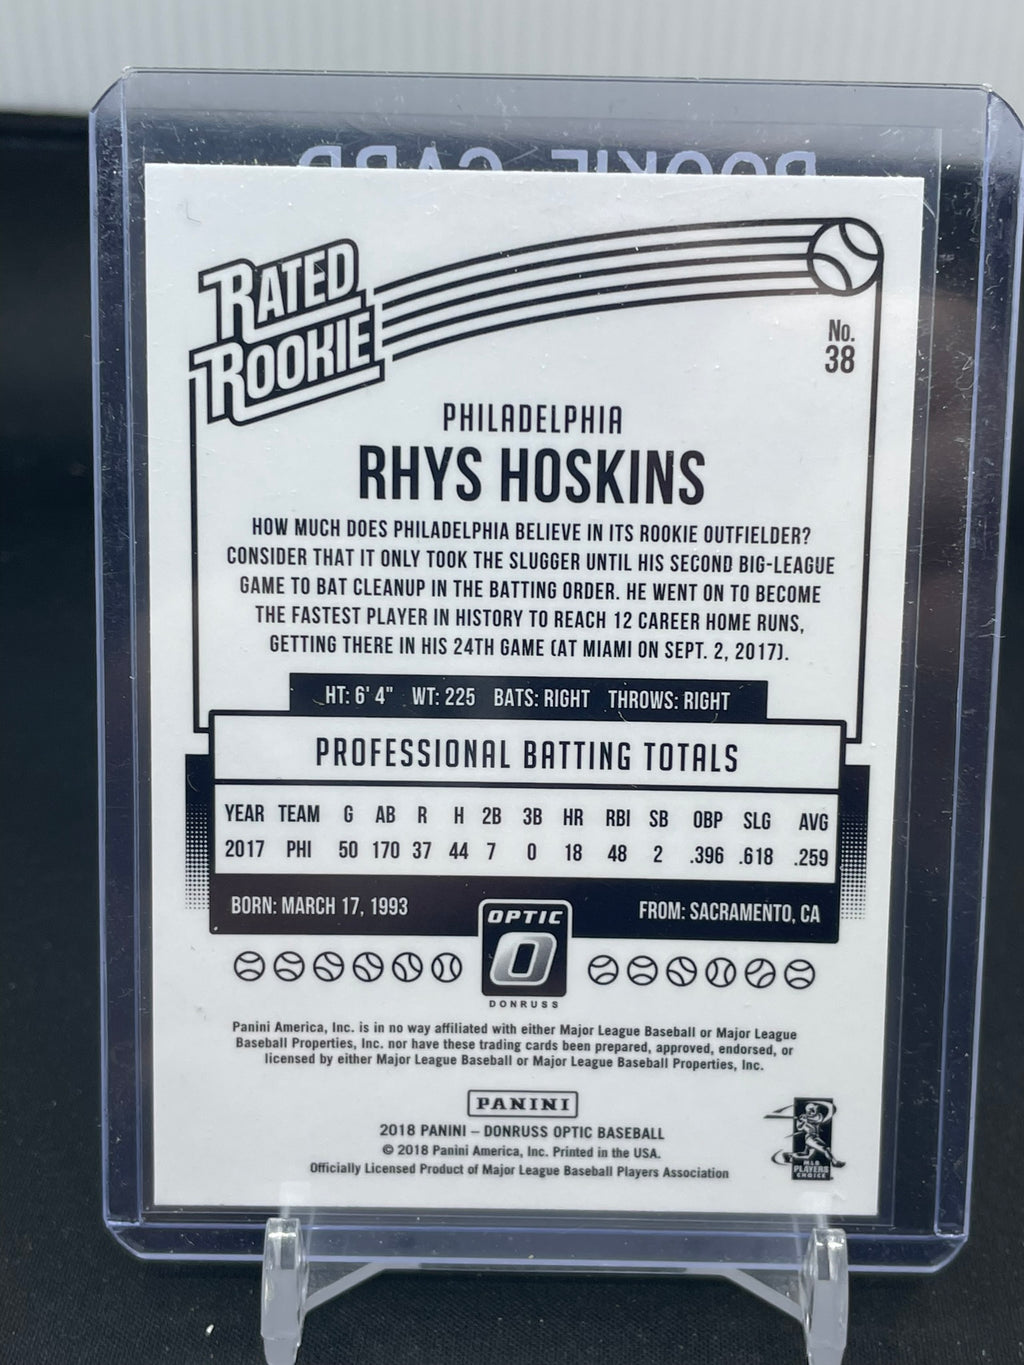 ROOKIE CARD
RATED
ROOKIE
No.
38
PHILADELPHIA
RHYS HOSKINS
HOW MUCH DOES PHILADELPHIA BELIEVE IN ITS ROOKIE OUTFIELDER?
CONSIDER THAT IT ONLY TOOK THE SLUGGER UNTIL HIS SECOND BIG-LEAGUE
GAME TO BAT CLEANUP IN THE BATTING ORDER. HE WENT ON TO BECOME
THE FASTEST PLAYER IN HISTORY TO REACH 12 CAREER HOME RUNS,
GETTING THERE IN HIS 24TH GAME (AT MIAMI ON SEPT. 2, 2017).
HT: 6' 4" WT: 225 BATS: RIGHT THROWS: RIGHT
PROFESSIONAL BATTING TOTALS
YEAR TEAM G AB R H 2B 3B HR RBI SB OBP SLG AVG
2017 PHI 50 170 37 44 7 0 18 48 2 .396 .618 .259
BORN: MARCH 17, 1993 FROM: SACRAMENTO, CA
OPTIC
O
DONRUSS
Panini America, Inc. is in no way affiliated with either Major League Baseball or Major League
Baseball Properties, Inc. nor have these trading cards been prepared, approved, endorsed, or
licensed by either Major League Baseball or Major League Baseball Properties, Inc.
PANINI
2018 PANINI – DONRUSS OPTIC BASEBALL
© 2018 Panini America, Inc. Printed in the USA.
Officially Licensed Product of Major League Baseball Players Association
MLB
PLAYERS
CHOICE